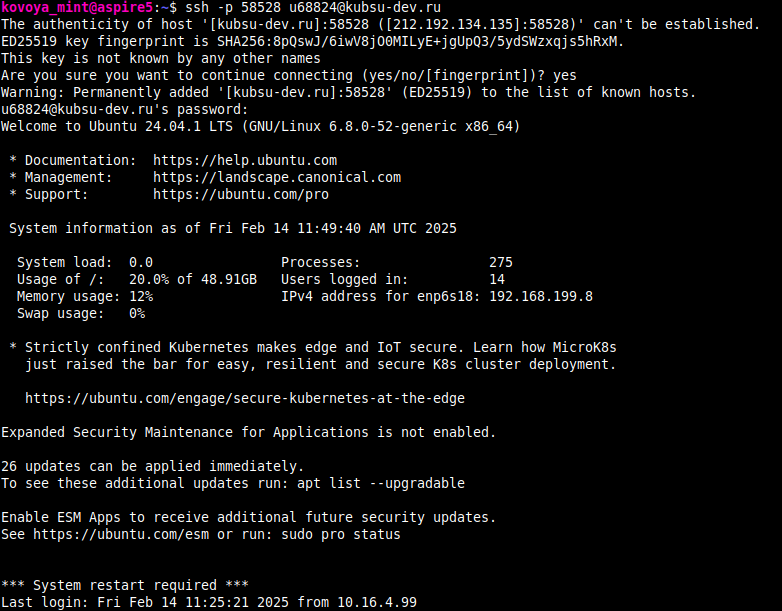 kovoya_mint@aspire5:~$ ssh -p 58528 u68824@kubsu-dev.ru
The authenticity of host '[kubsu-dev.ru]:58528 ([212.192.134.135]:58528)' can't be established.
ED25519 key fingerprint is SHA256:8pQswJ/6iwV8jO0MILyE+jgUpQ3/5ydSWzxqjs5hRxM.
This key is not known by any other names
Are you sure you want to continue connecting (yes/no/[fingerprint])? yes
Warning: Permanently added '[kubsu-dev.ru]:58528' (ED25519) to the list of known hosts.
u68824@kubsu-dev.ru's password:
Welcome to Ubuntu 24.04.1 LTS (GNU/Linux 6.8.0-52-generic x86_64)

 * Documentation:  https://help.ubuntu.com
 * Management:     https://landscape.canonical.com
 * Support:        https://ubuntu.com/pro

 System information as of Fri Feb 14 11:49:40 AM UTC 2025

  System load:  0.0                Processes:                275
  Usage of /:   20.0% of 48.91GB   Users logged in:          14
  Memory usage: 12%                IPv4 address for enp6s18: 192.168.199.8
  Swap usage:   0%

 * Strictly confined Kubernetes makes edge and IoT secure. Learn how MicroK8s
   just raised the bar for easy, resilient and secure K8s cluster deployment.

   https://ubuntu.com/engage/secure-kubernetes-at-the-edge

Expanded Security Maintenance for Applications is not enabled.

26 updates can be applied immediately.
To see these additional updates run: apt list --upgradable

Enable ESM Apps to receive additional future security updates.
See https://ubuntu.com/esm or run: sudo pro status


*** System restart required ***
Last login: Fri Feb 14 11:25:21 2025 from 10.16.4.99